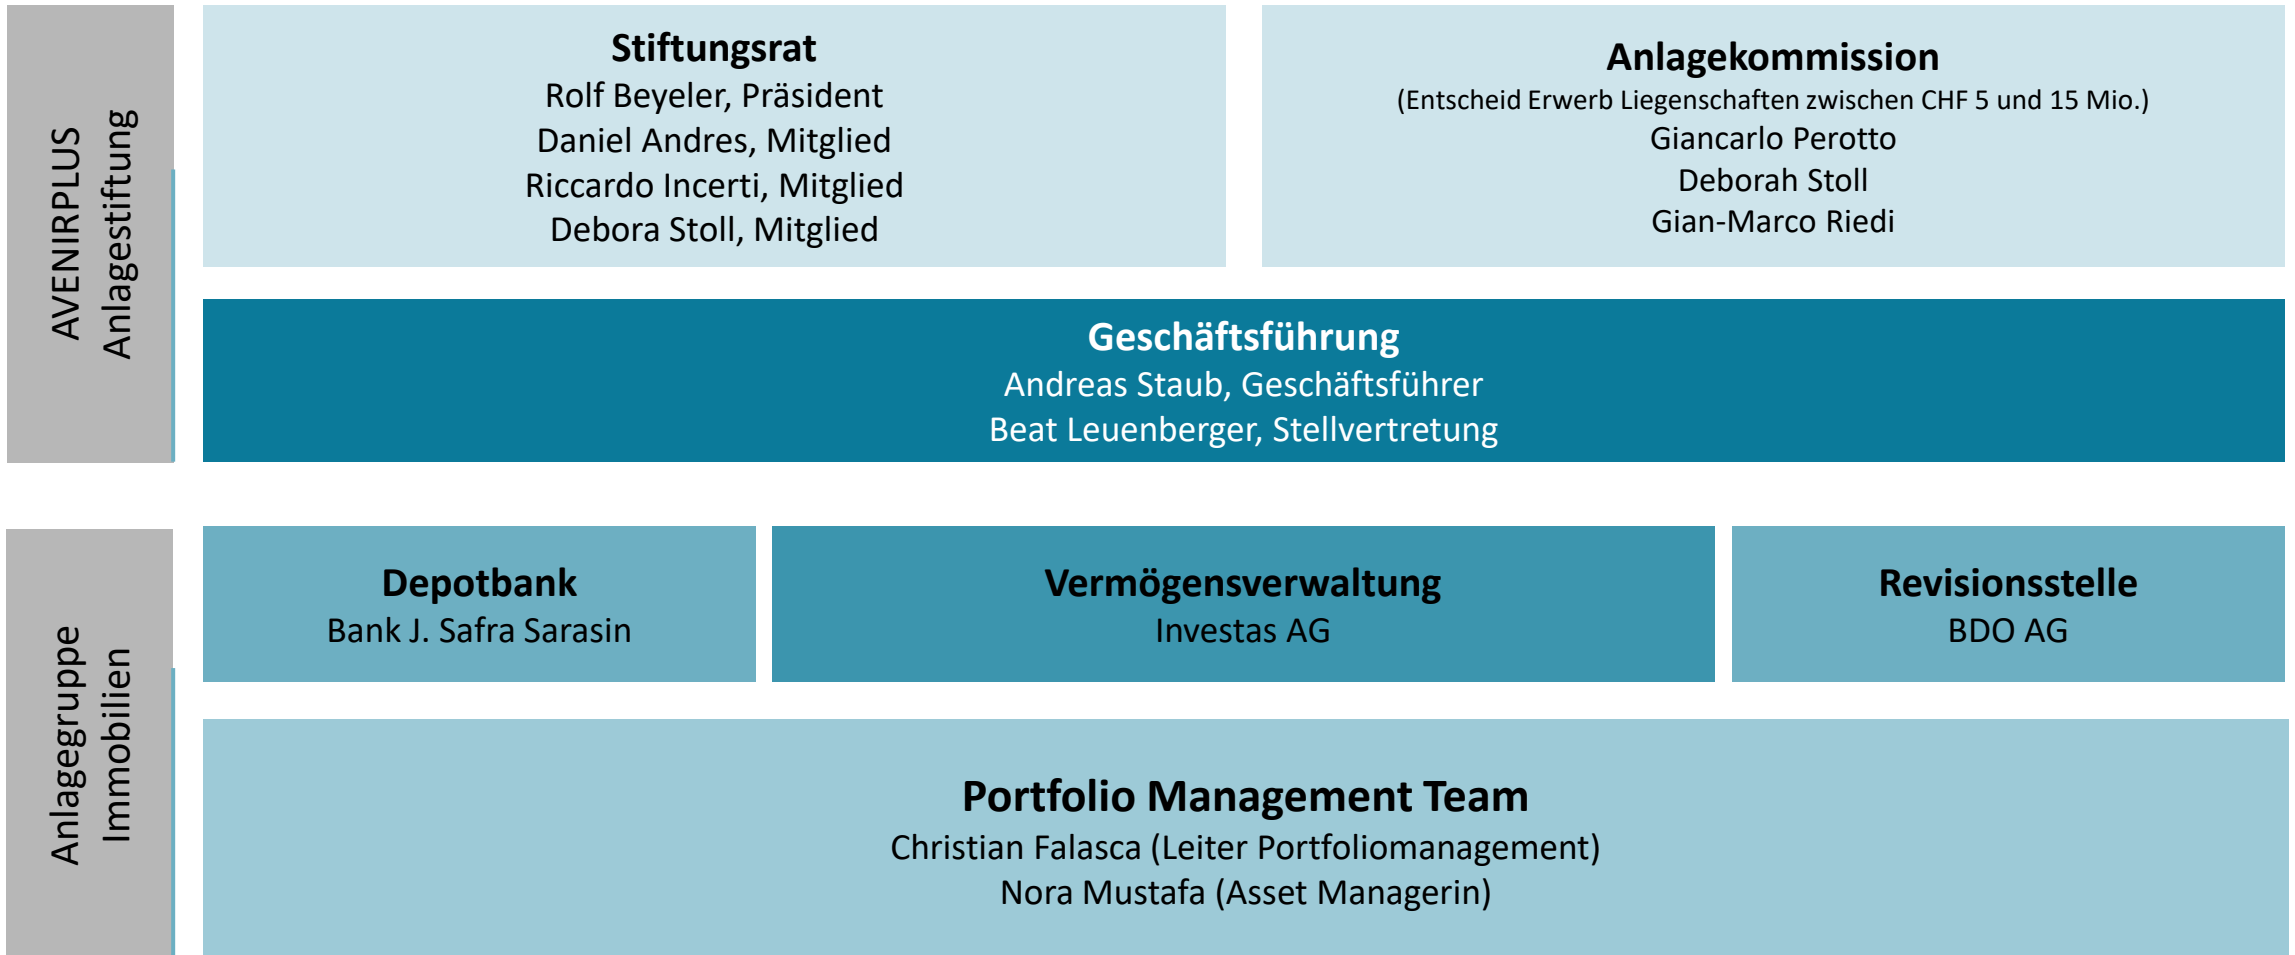 AVENIRPLUS
Anlagestiftung
Stiftungsrat
Rolf Beyeler, Präsident
Daniel Andres, Mitglied
Riccardo Incerti, Mitglied
Debora Stoll, Mitglied
Anlagekommission
(Entscheid Erwerb Liegenschaften zwischen CHF 5 und 15 Mio.)
Giancarlo Perotto
Deborah Stoll
Gian-Marco Riedi
Geschäftsführung
Andreas Staub, Geschäftsführer
Beat Leuenberger, Stellvertretung
Anlagegruppe
Immobilien
Depotbank
Bank J. Safra Sarasin
Vermögensverwaltung
Investas AG
Revisionsstelle
BDO AG
Portfolio Management Team
Christian Falasca (Leiter Portfoliomanagement)
Nora Mustafa (Asset Managerin)